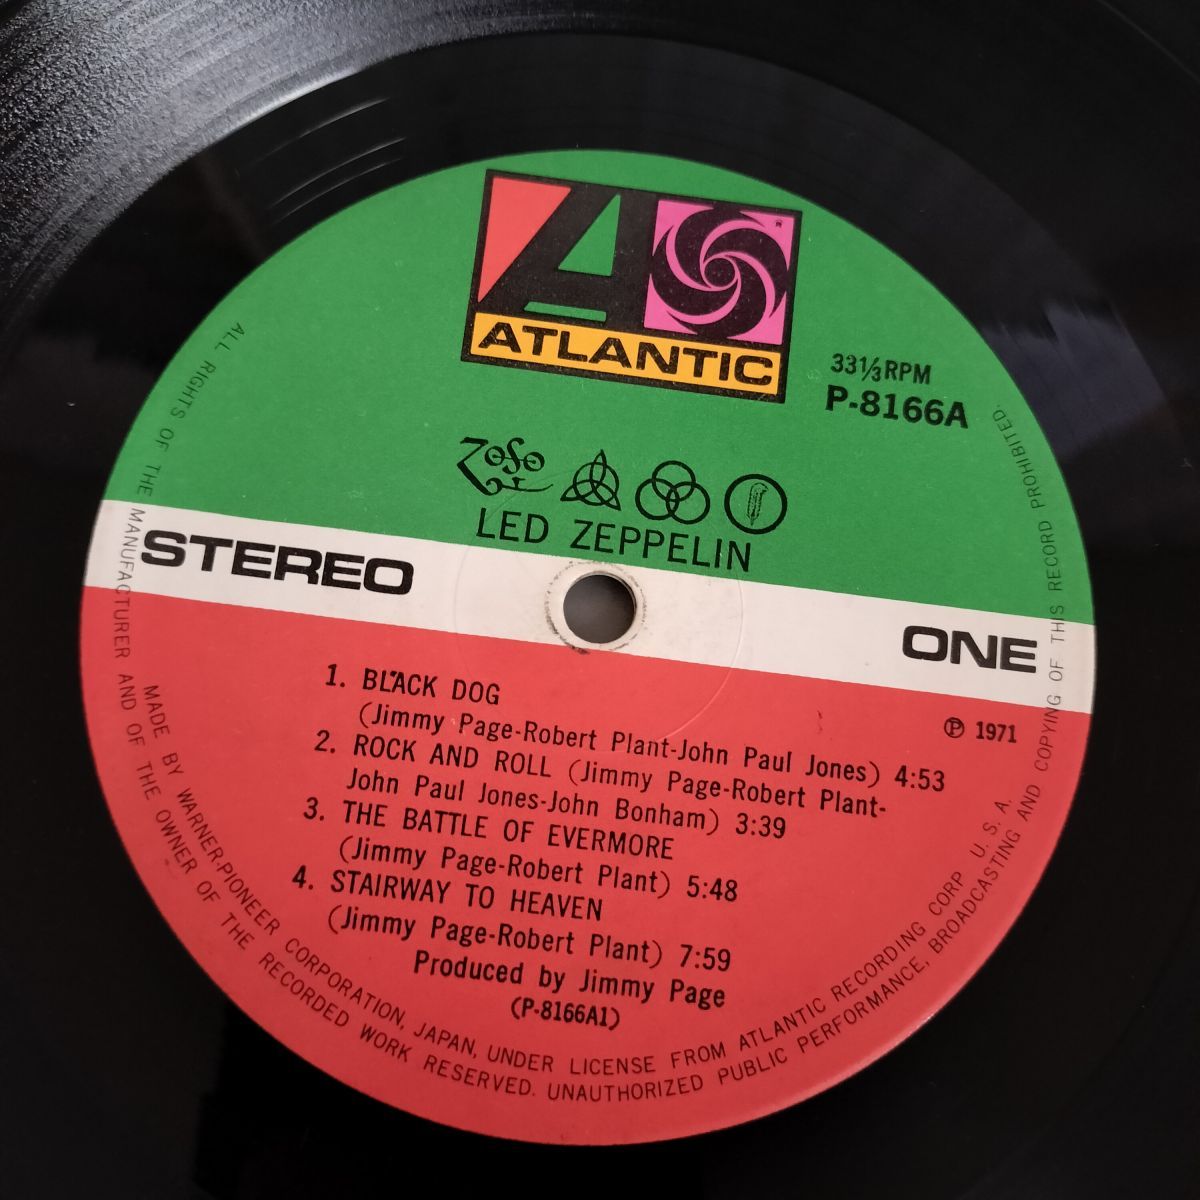 ATLANTIC
®
33⅓RPM
P-8166A
ZoSo
LED ZEPPELIN
STEREO
ONE
℗ 1971
1. BLACK DOG
(Jimmy Page-Robert Plant-John Paul Jones) 4:53
2. ROCK AND ROLL (Jimmy Page-Robert Plant-
John Paul Jones-John Bonham) 3:39
3. THE BATTLE OF EVERMORE
(Jimmy Page-Robert Plant) 5:48
4. STAIRWAY TO HEAVEN
(Jimmy Page-Robert Plant) 7:59
Produced by Jimmy Page
(P-8166A1)
MADE BY WARNER-PIONEER CORPORATION, JAPAN, UNDER LICENSE FROM ATLANTIC RECORDING CORP U. S. A.
ALL RIGHTS OF THE MANUFACTURER AND OF THE OWNER OF THE RECORDED WORK RESERVED. UNAUTHORIZED PUBLIC PERFORMANCE, BROADCASTING AND COPYING OF THIS RECORD PROHIBITED.